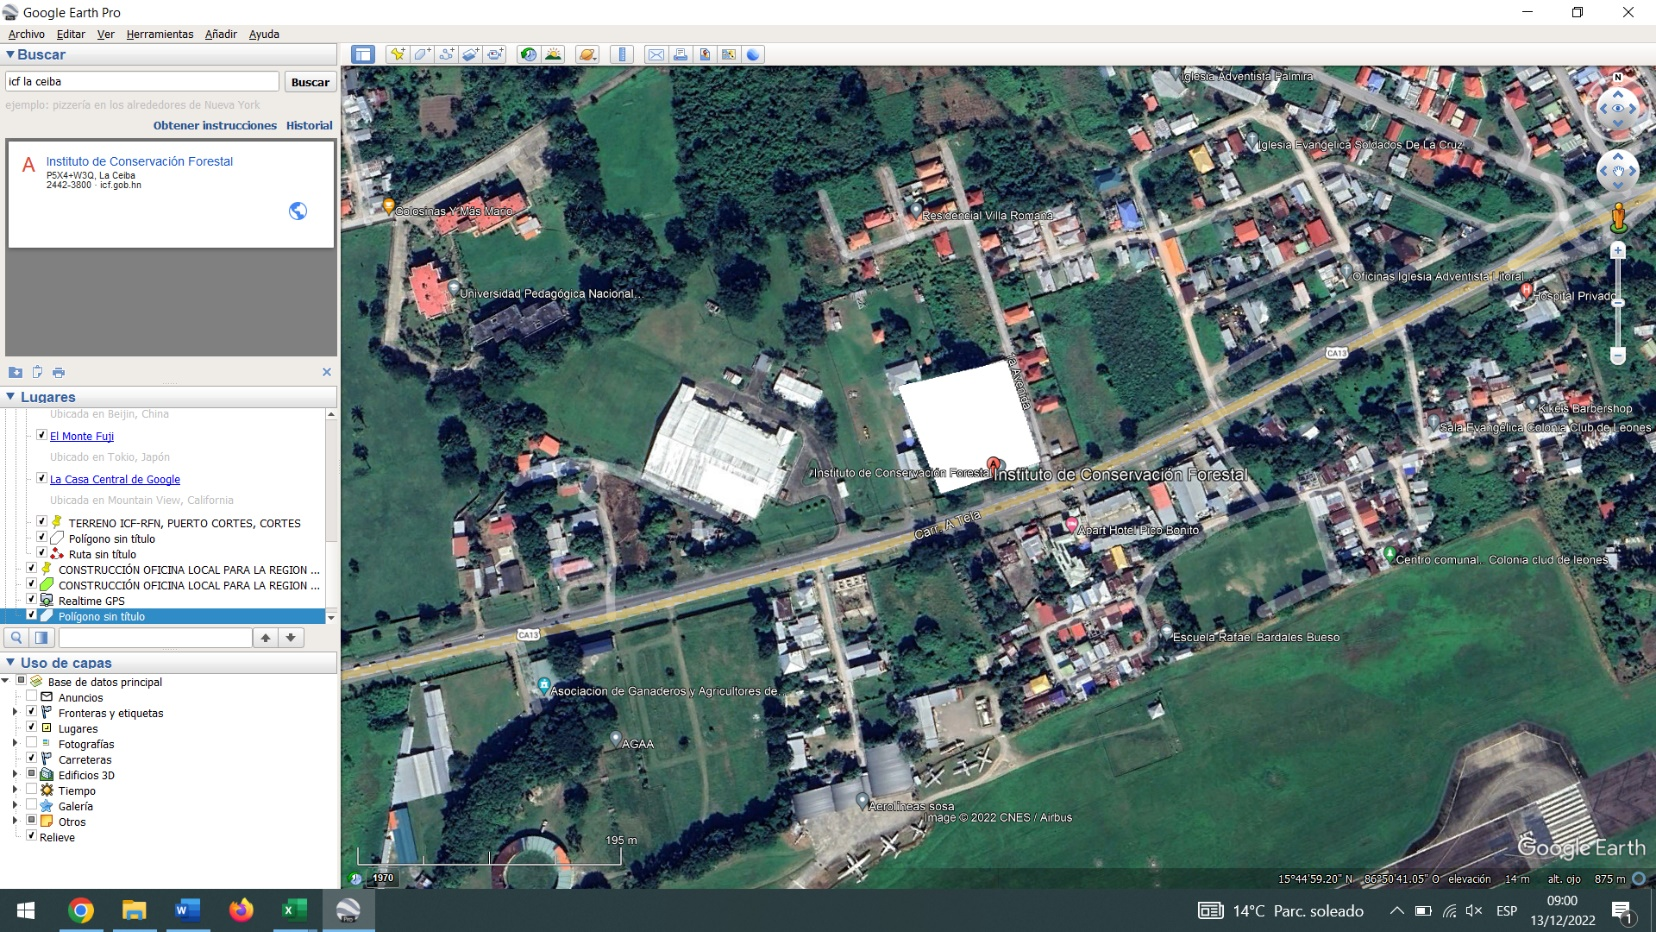 Google Earth Pro
Archivo Editar Ver Herramientas Añadir Ayuda
Buscar
icf la ceiba
Buscar
ejemplo: pizzería en los alrededores de Nueva York
Obtener instrucciones Historial
A Instituto de Conservación Forestal
P5X4+W3Q, La Ceiba
2442-3800 · icf.gob.hn
Lugares
Ubicada en Beijin, China
El Monte Fuji
Ubicada en Tokio, Japón
La Casa Central de Google
Ubicada en Mountain View, California
TERRENO ICF-RFN, PUERTO CORTES, CORTES
Polígono sin título
Ruta sin título
CONSTRUCCIÓN OFICINA LOCAL PARA LA REGION ...
CONSTRUCCIÓN OFICINA LOCAL PARA LA REGION ...
Realtime GPS
Polígono sin título
Uso de capas
Base de datos principal
Anuncios
Fronteras y etiquetas
Lugares
Fotografías
Carreteras
Edificios 3D
Tiempo
Galería
Otros
Relieve
Iglesia Adventista Palmira
N
Iglesia Evangélica Soldados De La Cruz
Golosinas Y Más Mario
Residencial Villa Romana
Oficinas Iglesia Adventista Litoral...
Universidad Pedagógica Nacional...
H Hospital Privado
CA13
Avenida
Kikeis Barbershop
Sala Evangélica Colonia Club de Leones
Instituto de Conservación Forestal
A Instituto de Conservación Forestal
Carr. A Tela
Apart Hotel Pico Bonito
Centro comunal.. Colonia clud de leones
CA13
Escuela Rafael Bardales Bueso
Asociacion de Ganaderos y Agricultores de...
AGAA
Aerolineas sosa
Image © 2022 CNES / Airbus
195 m
Google Earth
1970
15°44'59.20" N 86°50'41.05" O elevación 14 m alt. ojo 875 m
14°C Parc. soleado
ESP
09:00
13/12/2022
1